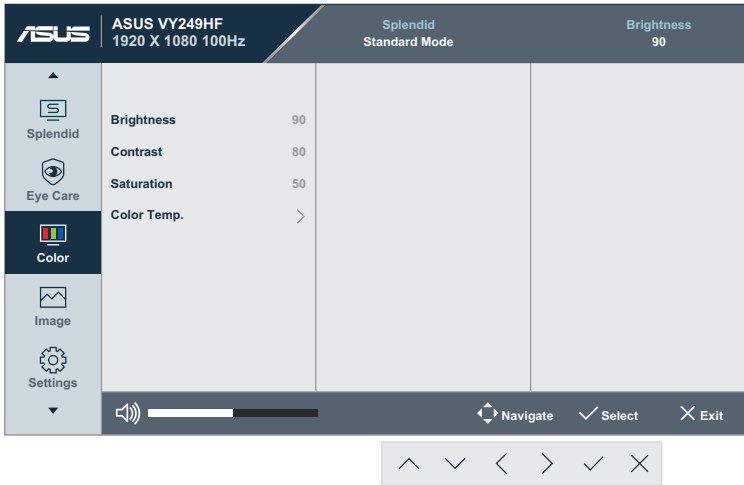 ASUS
ASUS VY249HF
1920 X 1080 100Hz
Splendid
Standard Mode
Brightness
90
Splendid
Eye Care
Color
Image
Settings
Brightness 90
Contrast 80
Saturation 50
Color Temp.
Navigate
Select
Exit